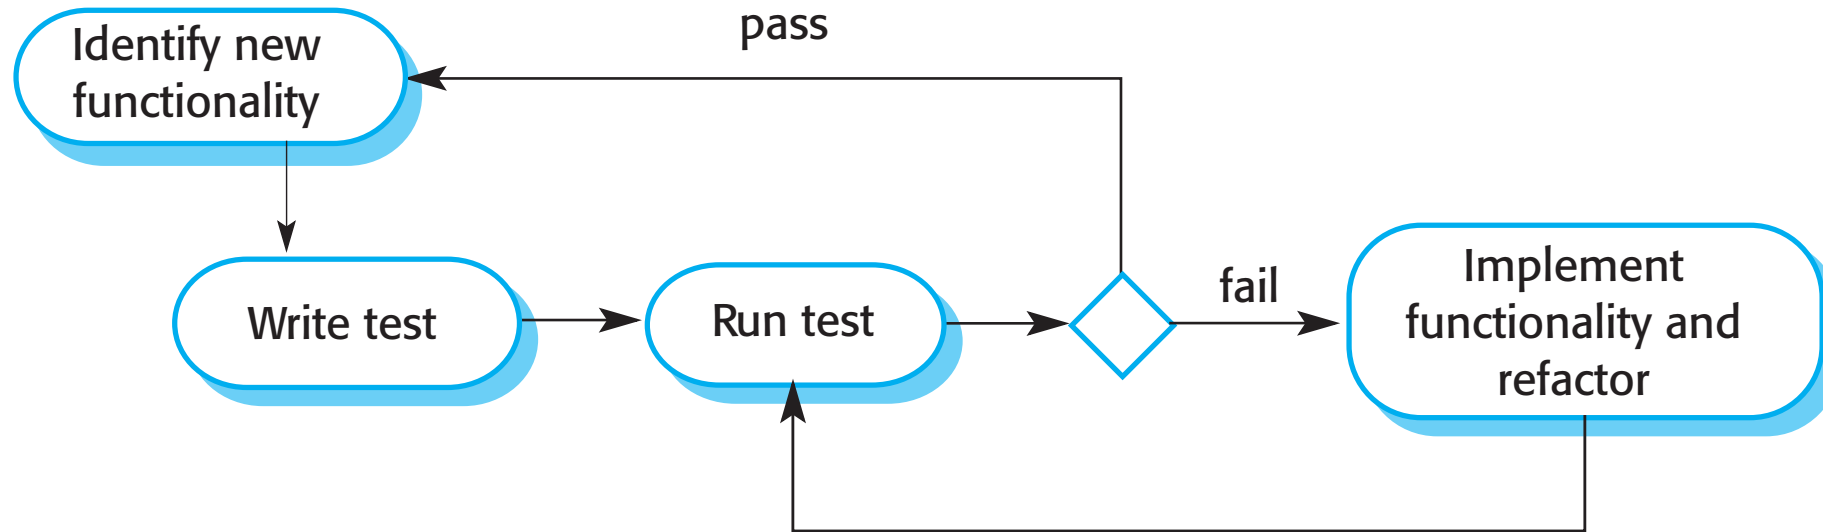 Identify new
functionality
pass
Write test
Run test
fail
Implement
functionality and
refactor